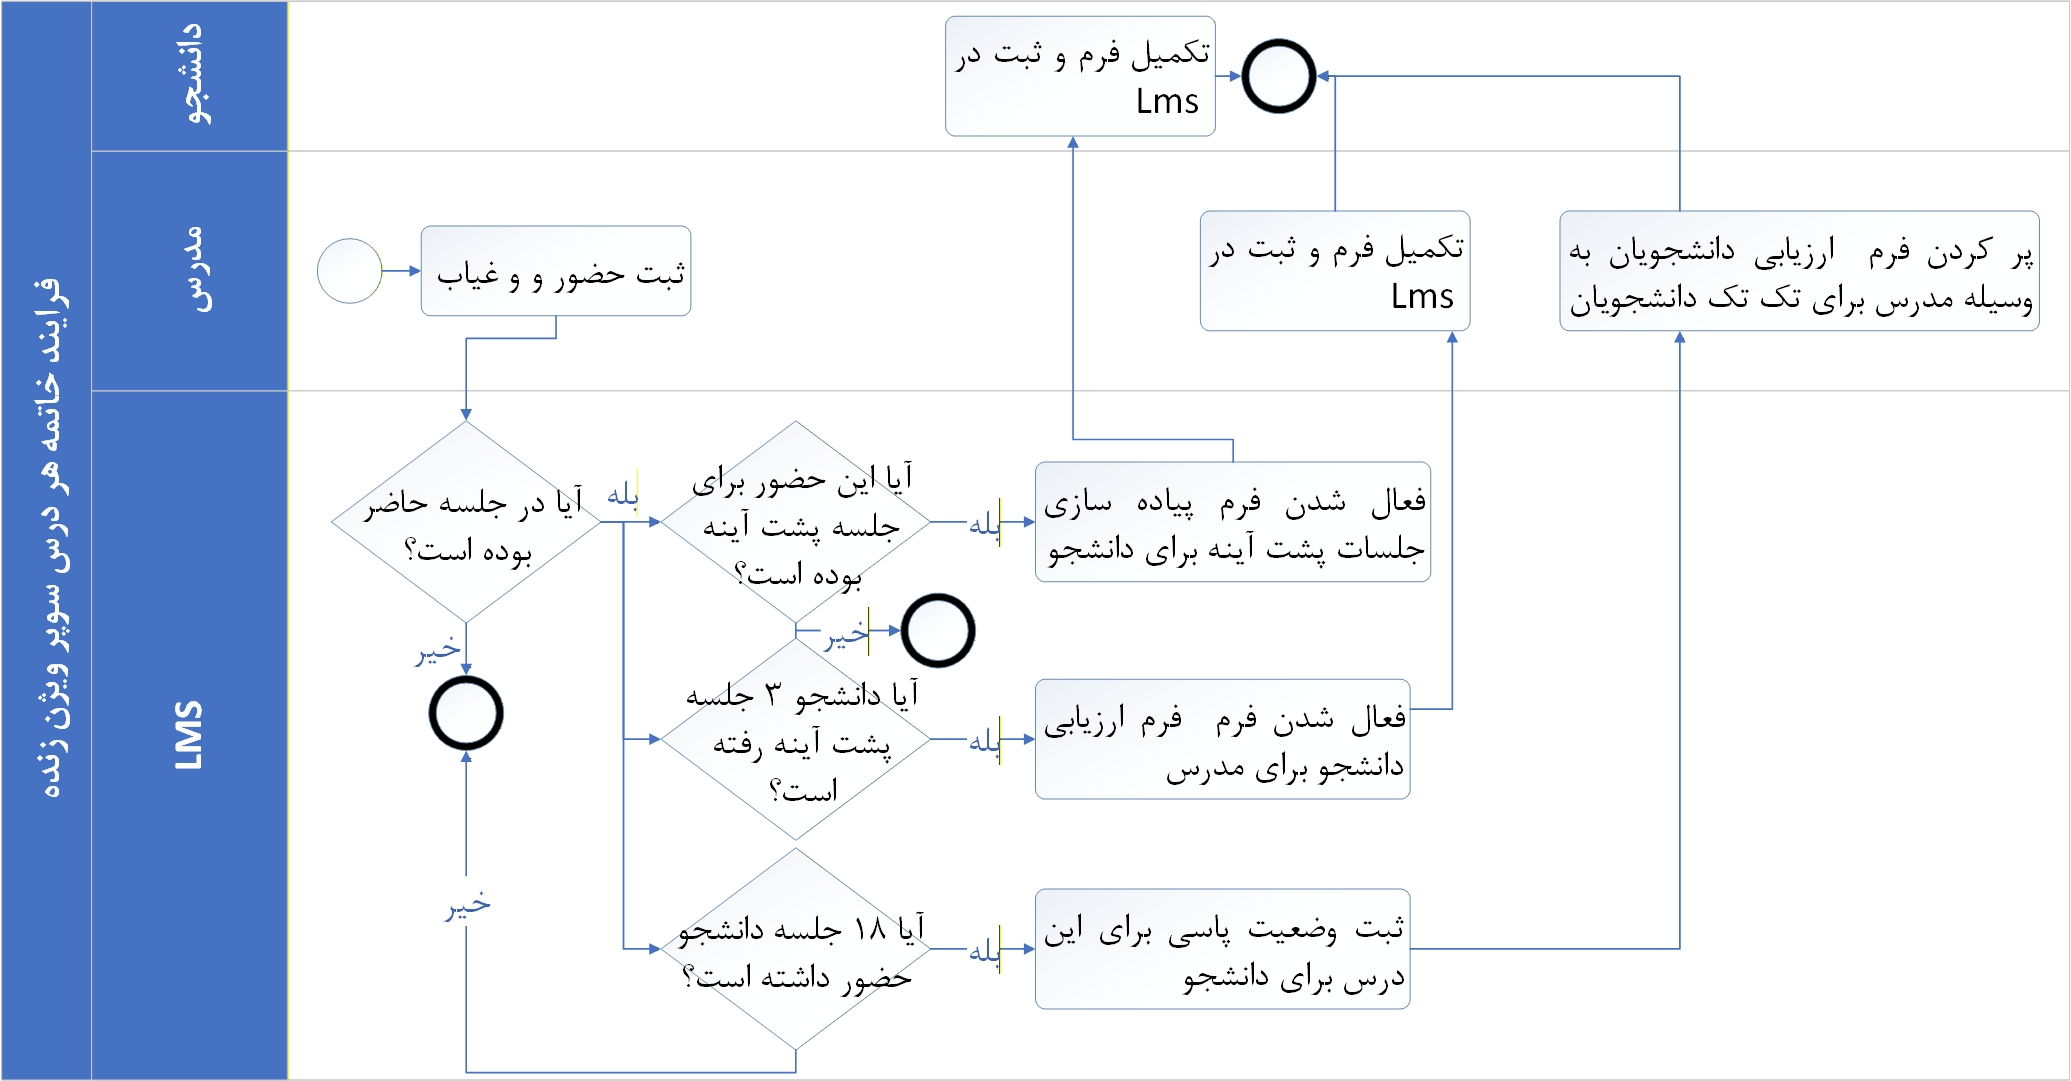 فرایند خاتمه هر درس سوپر ویژن زنده
دانشجو
تکمیل فرم و ثبت در
Lms
مدرس
ثبت حضور و و غیاب
تکمیل فرم و ثبت در
Lms
پر کردن فرم ارزیابی دانشجویان به
وسیله مدرس برای تک تک دانشجویان
LMS
آیا در جلسه حاضر
بوده است؟
بله
خیر
آیا این حضور برای
جلسه پشت آینه
بوده است؟
بله
خیر
فعال شدن فرم پیاده سازی
جلسات پشت آینه برای دانشجو
آیا دانشجو ۳ جلسه
پشت آینه رفته
است؟
بله
فعال شدن فرم فرم ارزیابی
دانشجو برای مدرس
آیا ۱۸ جلسه دانشجو
حضور داشته است؟
بله
خیر
ثبت وضعیت پاسی برای این
درس برای دانشجو